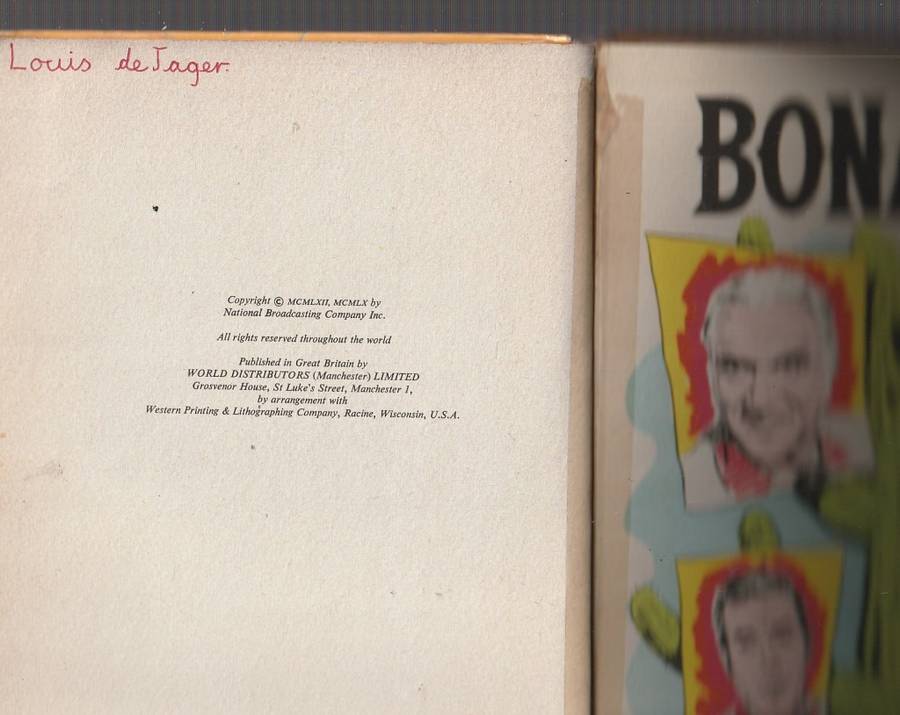 Louis de Jager.
Copyright © MCMLXII, MCMLX by
National Broadcasting Company Inc.
All rights reserved throughout the world
Published in Great Britain by
WORLD DISTRIBUTORS (Manchester) LIMITED
Grosvenor House, St Luke's Street, Manchester 1,
by arrangement with
Western Printing & Lithographing Company, Racine, Wisconsin, U.S.A.
BON